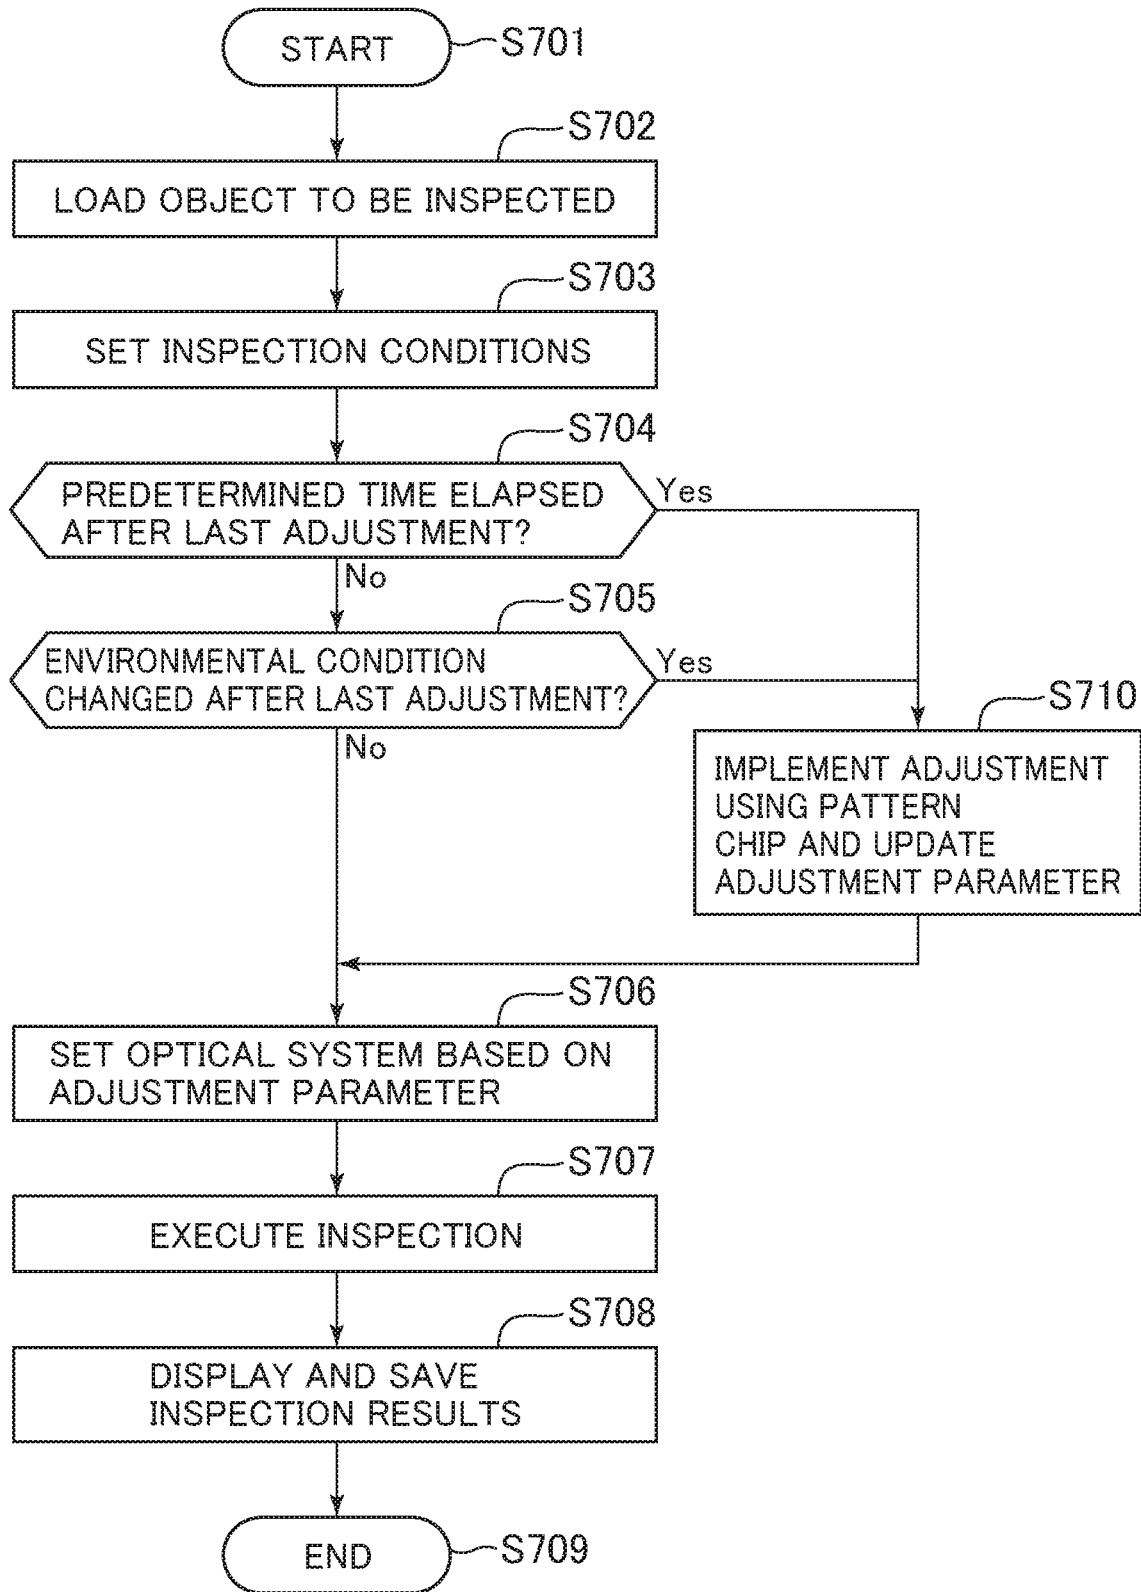 START
S701
S702
LOAD OBJECT TO BE INSPECTED
S703
SET INSPECTION CONDITIONS
S704
PREDETERMINED TIME ELAPSED
AFTER LAST ADJUSTMENT?
Yes
No
S705
ENVIRONMENTAL CONDITION
CHANGED AFTER LAST ADJUSTMENT?
Yes
No
S710
IMPLEMENT ADJUSTMENT
USING PATTERN
CHIP AND UPDATE
ADJUSTMENT PARAMETER
S706
SET OPTICAL SYSTEM BASED ON
ADJUSTMENT PARAMETER
S707
EXECUTE INSPECTION
S708
DISPLAY AND SAVE
INSPECTION RESULTS
END
S709